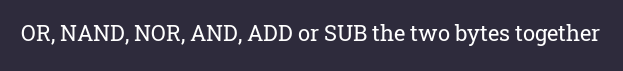 OR, NAND, NOR, AND, ADD or SUB the two bytes together